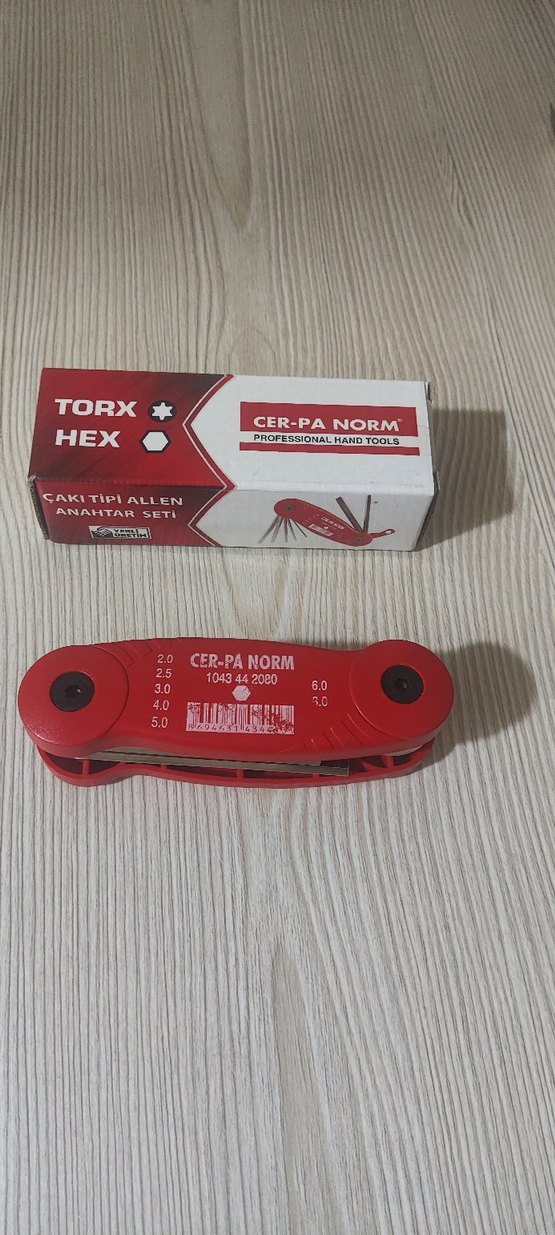 TORX
HEX
CER-PA NORM®
PROFESSIONAL HAND TOOLS
ÇAKI TİPİ ALLEN
ANAHTAR SETİ
YERLİ
ÜRETİM
CER-PA NORM
1043 44 2080
2.0
2.5
3.0
4.0
5.0
6.0